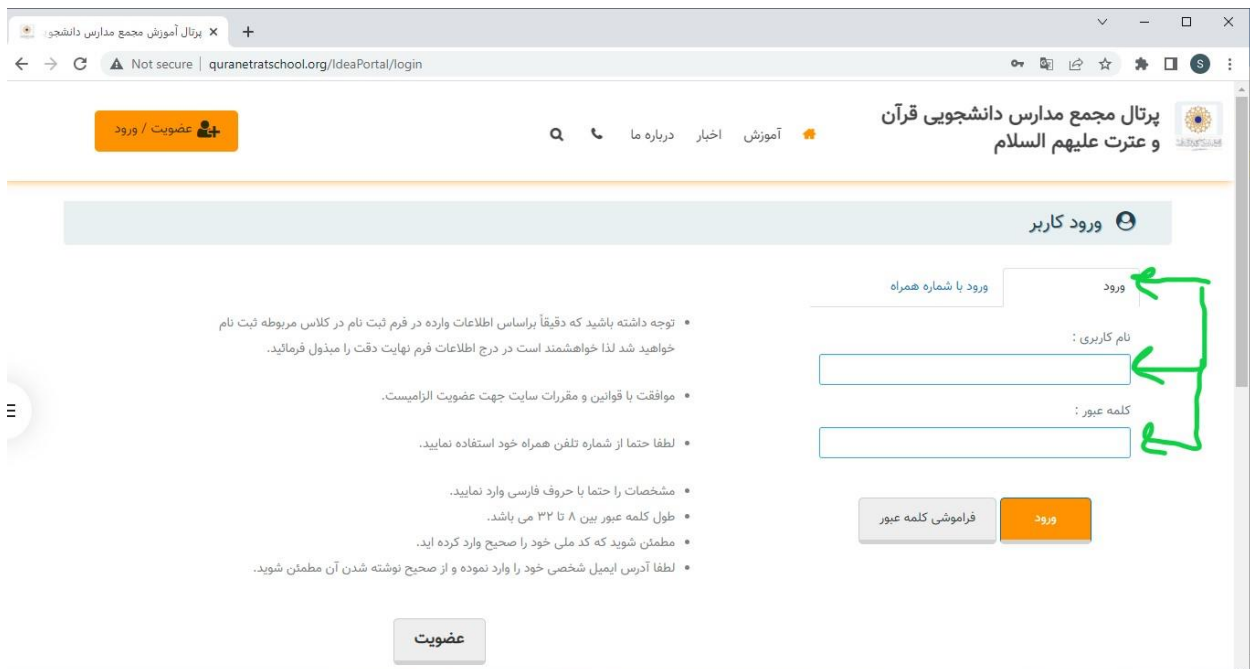 پرتال آموزش مجمع مدارس دانشجو
Not secure | quranetratschool.org/IdeaPortal/login
S
پرتال مجمع مدارس دانشجویی قرآن
و عترت علیهم السلام
آموزش اخبار درباره ما
عضویت / ورود
ورود کاربر
ورود
ورود با شماره همراه
نام کاربری :
کلمه عبور :
ورود
فراموشی کلمه عبور
توجه داشته باشید که دقیقاً براساس اطلاعات وارده در فرم ثبت نام در کلاس مربوطه ثبت نام
خواهید شد لذا خواهشمند است در درج اطلاعات فرم نهایت دقت را مبذول فرمائید.
موافقت با قوانین و مقررات سایت جهت عضویت الزامیست.
لطفا حتما از شماره تلفن همراه خود استفاده نمایید.
مشخصات را حتما با حروف فارسی وارد نمایید.
طول کلمه عبور بین ۸ تا ۳۲ می باشد.
مطمئن شوید که کد ملی خود را صحیح وارد کرده اید.
لطفا آدرس ایمیل شخصی خود را وارد نموده و از صحیح نوشته شدن آن مطمئن شوید.
عضویت